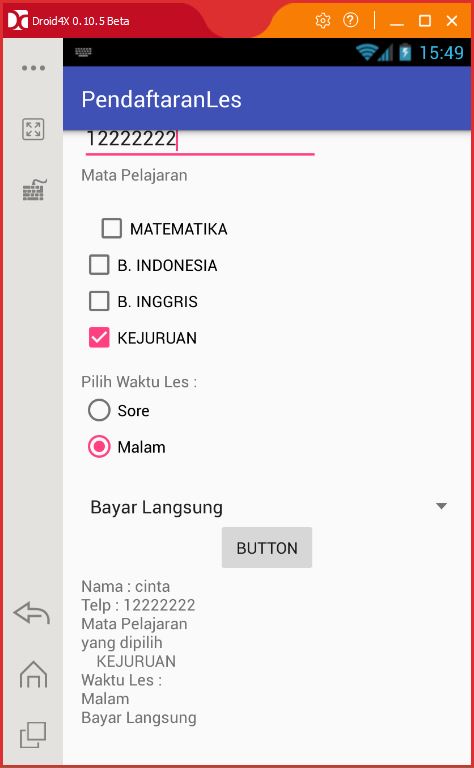 Droid4X 0.10.5 Beta
15:49
PendaftaranLes
12222222
Mata Pelajaran
MATEMATIKA
B. INDONESIA
B. INGGRIS
KEJURUAN
Pilih Waktu Les :
Sore
Malam
Bayar Langsung
BUTTON
Nama : cinta
Telp : 12222222
Mata Pelajaran
yang dipilih
KEJURUAN
Waktu Les :
Malam
Bayar Langsung